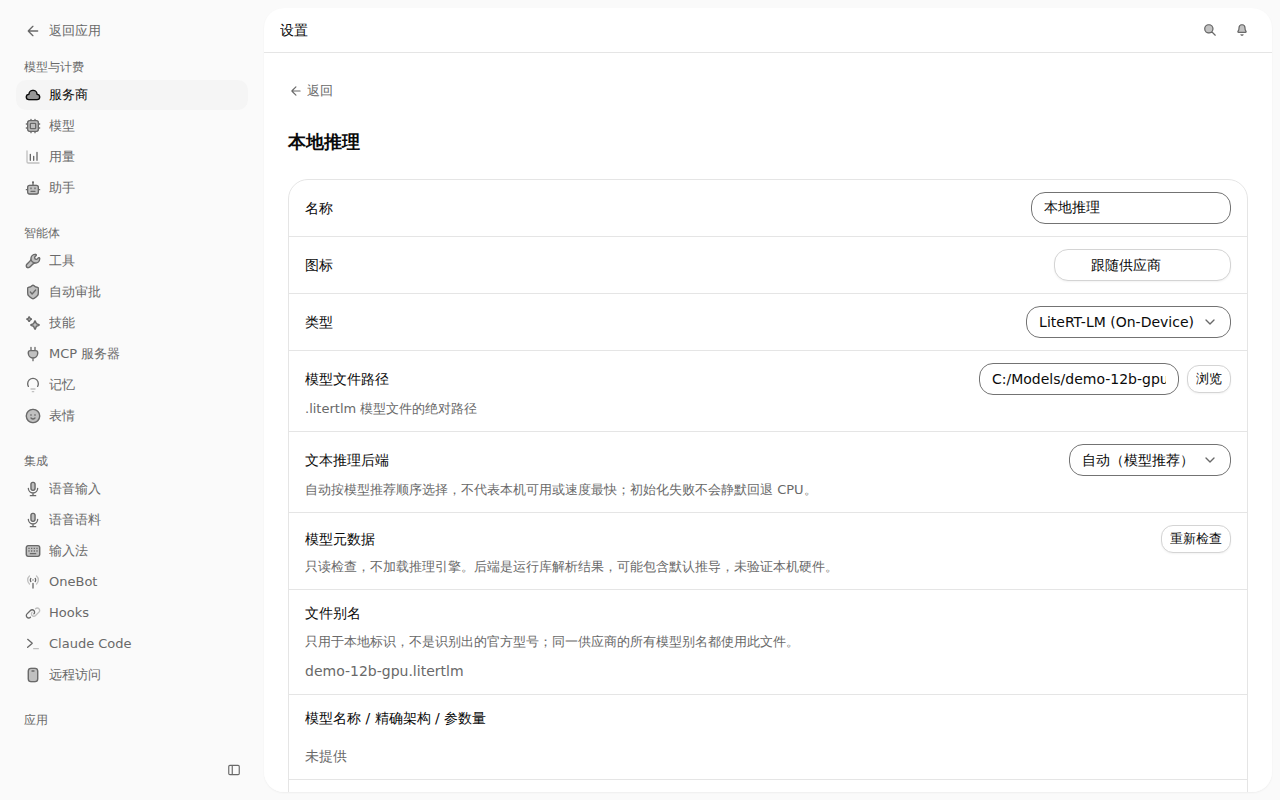 返回应用
模型与计费
服务商
模型
用量
助手
智能体
工具
自动审批
技能
MCP 服务器
记忆
表情
集成
语音输入
语音语料
输入法
OneBot
Hooks
Claude Code
远程访问
应用
设置
返回
本地推理
名称
本地推理
图标
跟随供应商
类型
LiteRT-LM (On-Device)
模型文件路径
C:/Models/demo-12b-gpu
浏览
.litertlm 模型文件的绝对路径
文本推理后端
自动（模型推荐）
自动按模型推荐顺序选择，不代表本机可用或速度最快；初始化失败不会静默回退 CPU。
模型元数据
重新检查
只读检查，不加载推理引擎。后端是运行库解析结果，可能包含默认推导，未验证本机硬件。
文件别名
只用于本地标识，不是识别出的官方型号；同一供应商的所有模型别名都使用此文件。
demo-12b-gpu.litertlm
模型名称 / 精确架构 / 参数量
未提供